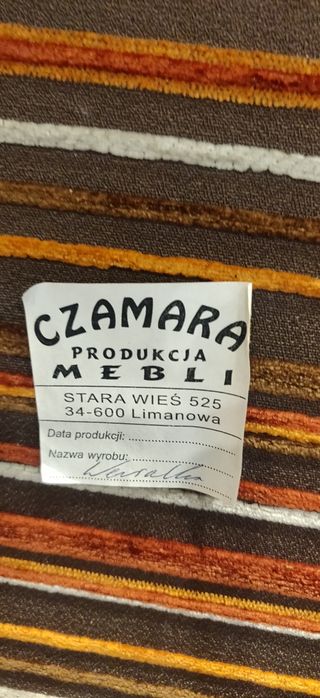 CZAMARA
PRODUKCJA
MEBLI
STARA WIEŚ 525
34-600 Limanowa
Data produkcji: ..................
Nazwa wyrobu: ..................